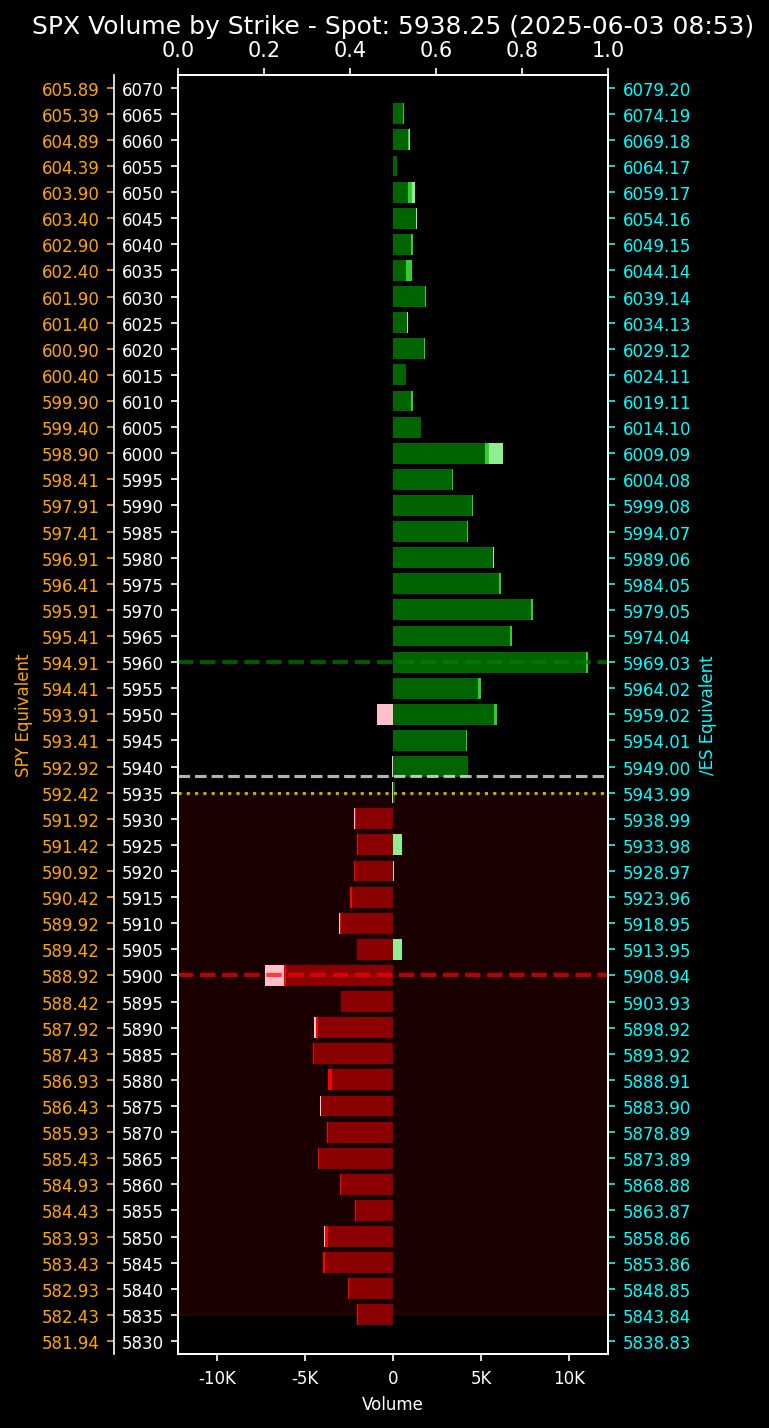 SPX Volume by Strike - Spot: 5938.25 (2025-06-03 08:53)
0.0 0.2 0.4 0.6 0.8 1.0
605.89 6070 6079.20
605.39 6065 6074.19
604.89 6060 6069.18
604.39 6055 6064.17
603.90 6050 6059.17
603.40 6045 6054.16
602.90 6040 6049.15
602.40 6035 6044.14
601.90 6030 6039.14
601.40 6025 6034.13
600.90 6020 6029.12
600.40 6015 6024.11
599.90 6010 6019.11
599.40 6005 6014.10
598.90 6000 6009.09
598.41 5995 6004.08
597.91 5990 5999.08
597.41 5985 5994.07
596.91 5980 5989.06
596.41 5975 5984.05
595.91 5970 5979.05
595.41 5965 5974.04
594.91 5960 5969.03
594.41 5955 5964.02
593.91 5950 5959.02
593.41 5945 5954.01
592.92 5940 5949.00
592.42 5935 5943.99
591.92 5930 5938.99
591.42 5925 5933.98
590.92 5920 5928.97
590.42 5915 5923.96
589.92 5910 5918.95
589.42 5905 5913.95
588.92 5900 5908.94
588.42 5895 5903.93
587.92 5890 5898.92
587.43 5885 5893.92
586.93 5880 5888.91
586.43 5875 5883.90
585.93 5870 5878.89
585.43 5865 5873.89
584.93 5860 5868.88
584.43 5855 5863.87
583.93 5850 5858.86
583.43 5845 5853.86
582.93 5840 5848.85
582.43 5835 5843.84
581.94 5830 5838.83
SPY Equivalent
/ES Equivalent
-10K -5K 0 5K 10K
Volume